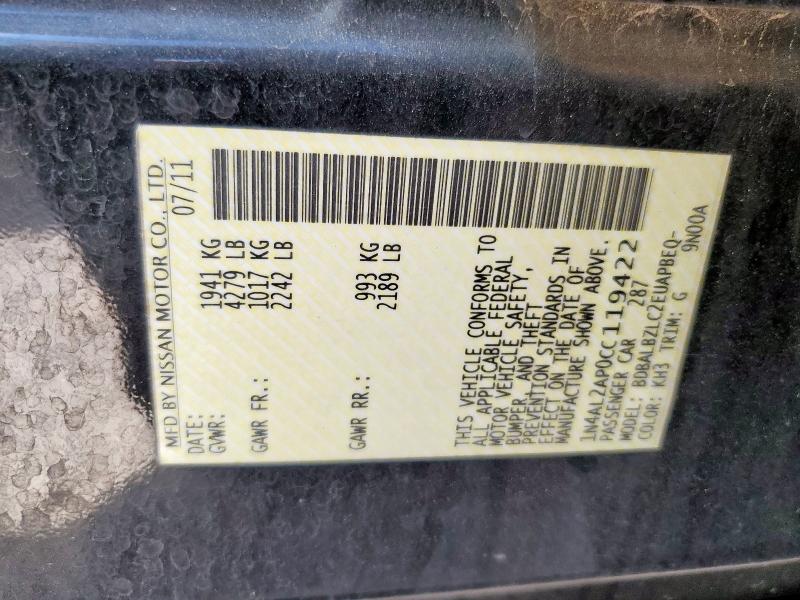 MFD BY NISSAN MOTOR CO., LTD.
DATE: 07/11
GVWR: 1941 KG
4279 LB
GAWR FR.: 1017 KG
2242 LB
GAWR RR.: 993 KG
2189 LB
THIS VEHICLE CONFORMS TO
ALL APPLICABLE FEDERAL
MOTOR VEHICLE SAFETY,
BUMPER, AND THEFT
PREVENTION STANDARDS IN
EFFECT ON THE DATE OF
MANUFACTURE SHOWN ABOVE.
1N4AL2AP0CC119422
PASSENGER CAR 287
MODEL: BDBALBZLC2EUAPBEQ-
COLOR: KH3 TRIM: G 9N00A